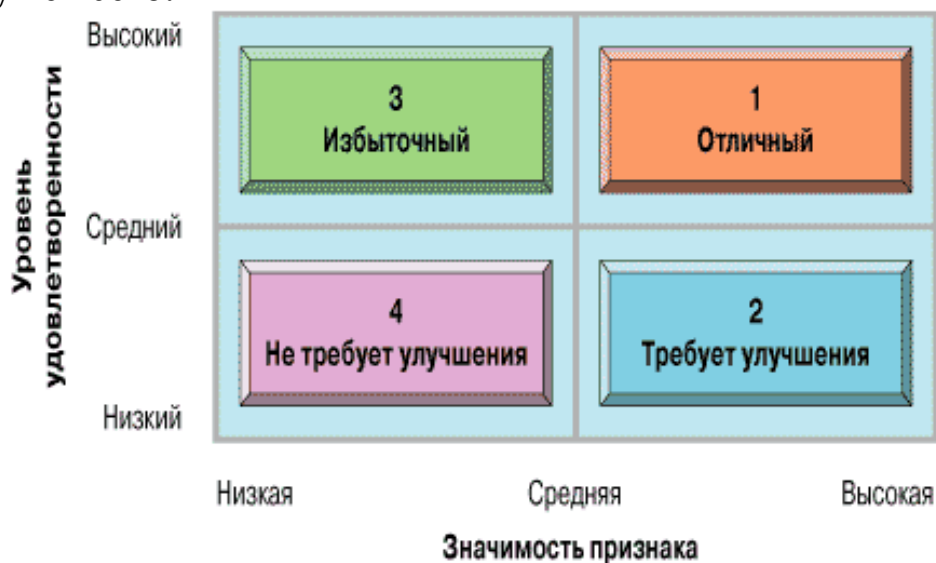 Высокий
3
Избыточный
1
Отличный
Уровень
удовлетворенности
Средний
4
Не требует улучшения
2
Требует улучшения
Низкий
Низкая
Средняя
Высокая
Значимость признака